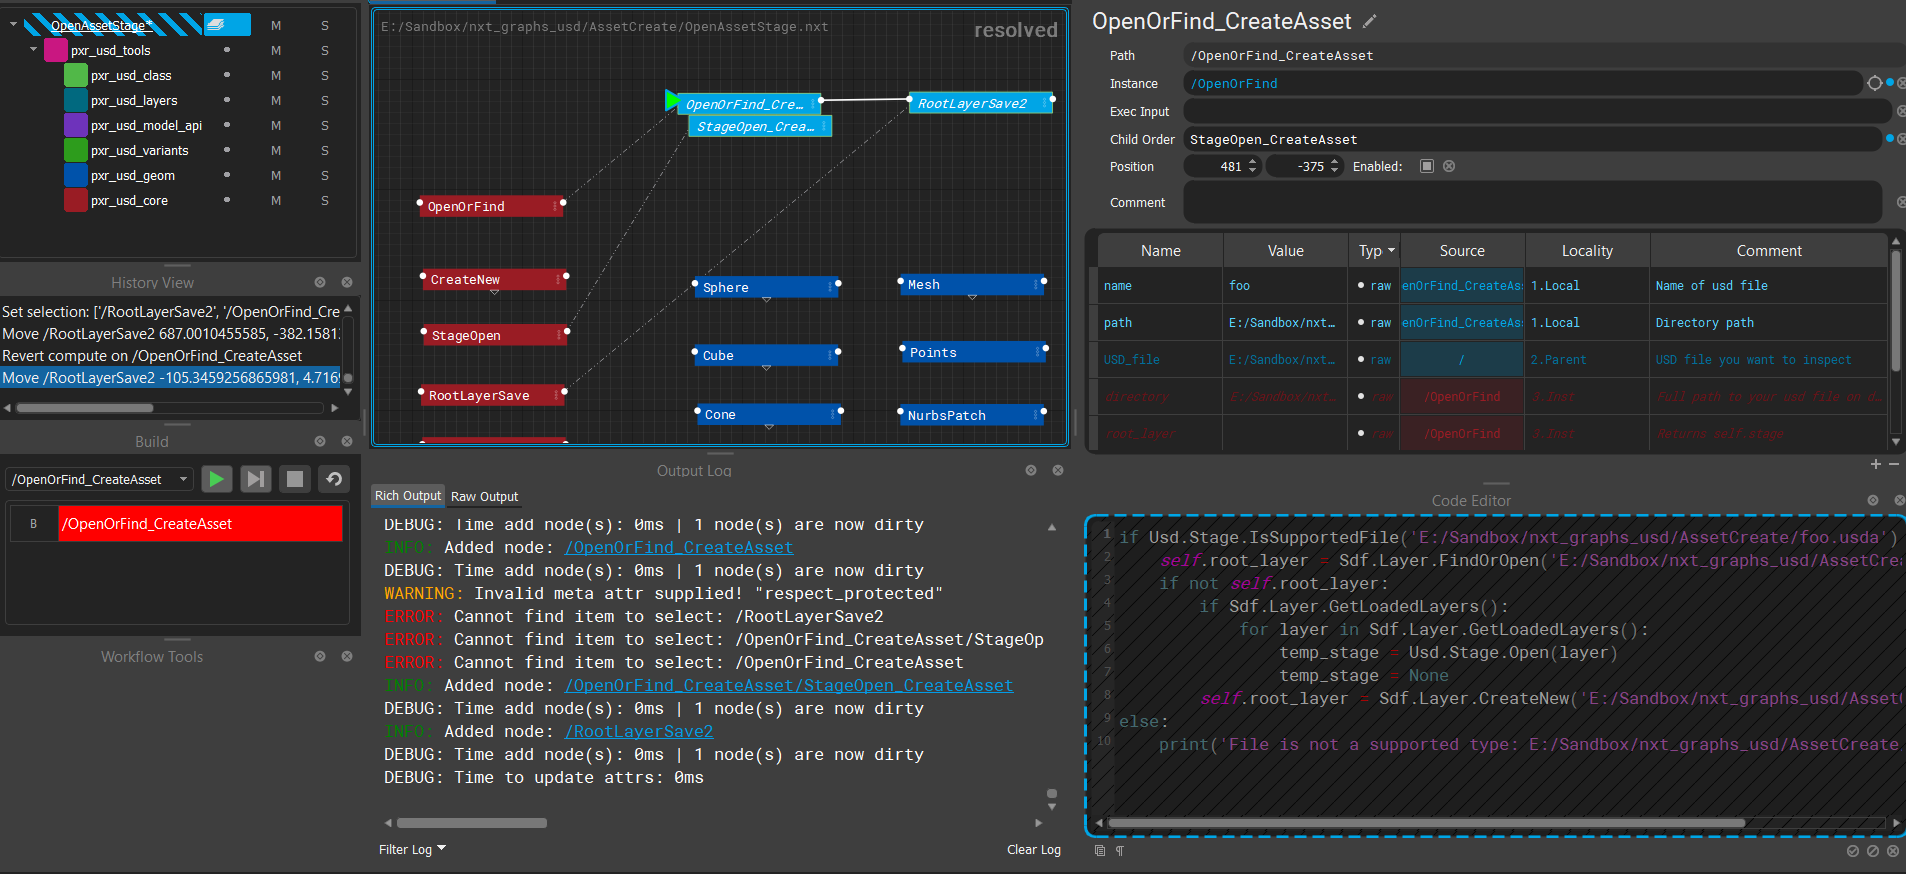 OpenAssetStage*
M S
pxr_usd_tools M S
pxr_usd_class M S
pxr_usd_layers M S
pxr_usd_model_api M S
pxr_usd_variants M S
pxr_usd_geom M S
pxr_usd_core M S
History View
Set selection: ['/RootLayerSave2', '/OpenOrFind_Cre
Move /RootLayerSave2 687.0010455585, -382.1581
Revert compute on /OpenOrFind_CreateAsset
Move /RootLayerSave2 -105.3459256865981, 4.716
Build
/OpenOrFind_CreateAsset
B /OpenOrFind_CreateAsset
Workflow Tools
E:/Sandbox/nxt_graphs_usd/AssetCreate/OpenAssetStage.nxt
resolved
OpenOrFind_Cre...
StageOpen_Crea...
RootLayerSave2
OpenOrFind
CreateNew
StageOpen
RootLayerSave
Sphere
Cube
Cone
Mesh
Points
NurbsPatch
Output Log
Rich Output Raw Output
DEBUG: Time add node(s): 0ms | 1 node(s) are now dirty
INFO: Added node: /OpenOrFind_CreateAsset
DEBUG: Time add node(s): 0ms | 1 node(s) are now dirty
WARNING: Invalid meta attr supplied! "respect_protected"
ERROR: Cannot find item to select: /RootLayerSave2
ERROR: Cannot find item to select: /OpenOrFind_CreateAsset/StageOp
ERROR: Cannot find item to select: /OpenOrFind_CreateAsset
INFO: Added node: /OpenOrFind_CreateAsset/StageOpen_CreateAsset
DEBUG: Time add node(s): 0ms | 1 node(s) are now dirty
INFO: Added node: /RootLayerSave2
DEBUG: Time add node(s): 0ms | 1 node(s) are now dirty
DEBUG: Time to update attrs: 0ms
Filter Log
Clear Log
OpenOrFind_CreateAsset
Path /OpenOrFind_CreateAsset
Instance /OpenOrFind
Exec Input
Child Order StageOpen_CreateAsset
Position 481 -375 Enabled:
Comment
Name Value Typ Source Locality Comment
name foo raw enOrFind_CreateAs 1.Local Name of usd file
path E:/Sandbox/nxt... raw enOrFind_CreateAs 1.Local Directory path
USD_file E:/Sandbox/nxt... raw / 2.Parent USD file you want to inspect
directory E:/Sandbox/nxt... raw /OpenOrFind 3.Inst Full path to your usd file on d...
root_layer raw /OpenOrFind 3.Inst Returns self.stage
Code Editor
1 if Usd.Stage.IsSupportedFile('E:/Sandbox/nxt_graphs_usd/AssetCreate/foo.usda')
2 self.root_layer = Sdf.Layer.FindOrOpen('E:/Sandbox/nxt_graphs_usd/AssetCre
3 if not self.root_layer:
4 if Sdf.Layer.GetLoadedLayers():
5 for layer in Sdf.Layer.GetLoadedLayers():
6 temp_stage = Usd.Stage.Open(layer)
7 temp_stage = None
8 self.root_layer = Sdf.Layer.CreateNew('E:/Sandbox/nxt_graphs_usd/Asset
9 else:
10 print('File is not a supported type: E:/Sandbox/nxt_graphs_usd/AssetCreate